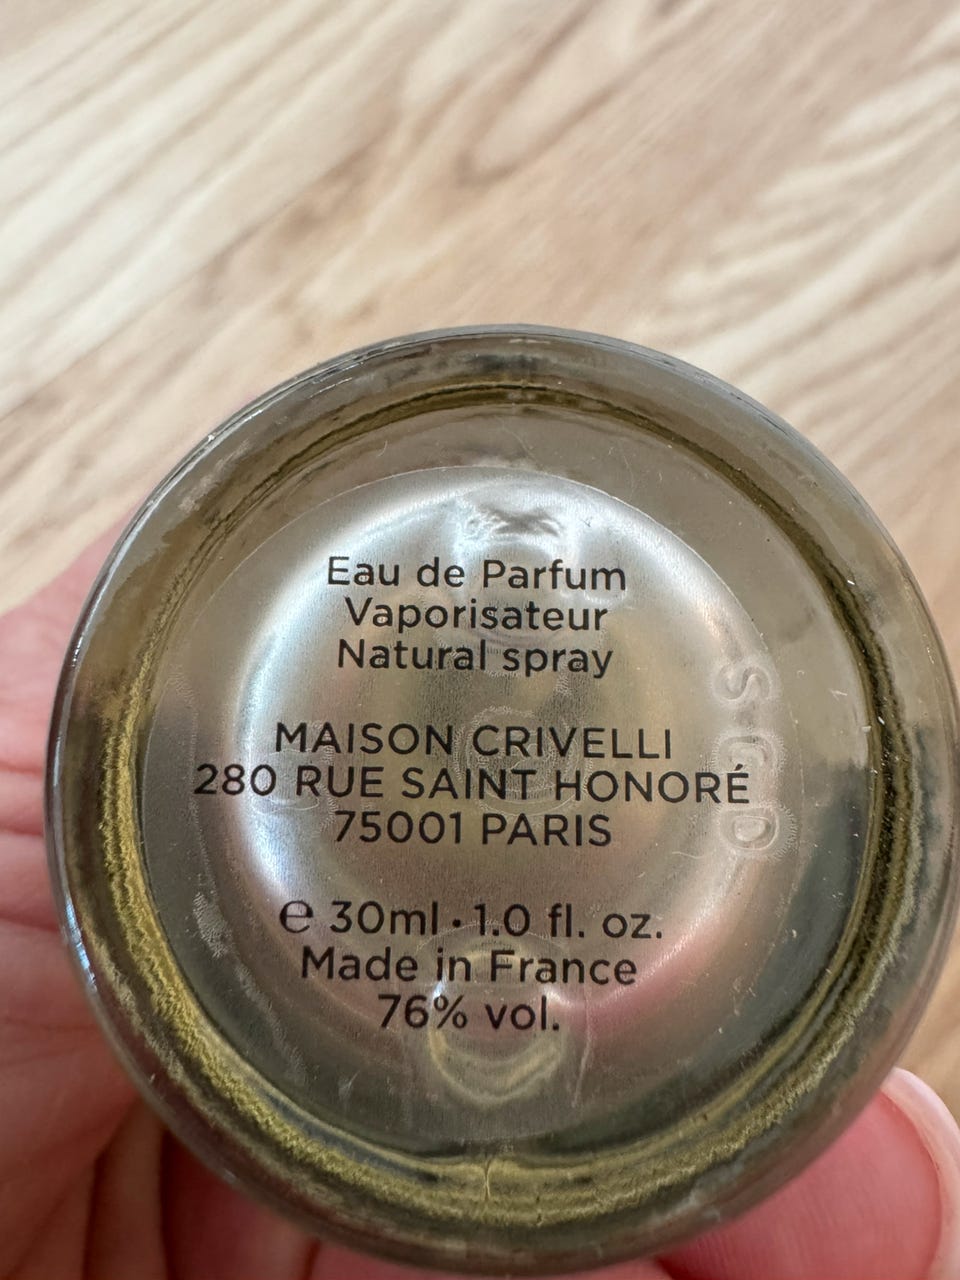 Eau de Parfum
Vaporisateur
Natural spray
MAISON CRIVELLI
280 RUE SAINT HONORÉ
75001 PARIS
℮ 30ml · 1.0 fl. oz.
Made in France
76% vol.
SGD